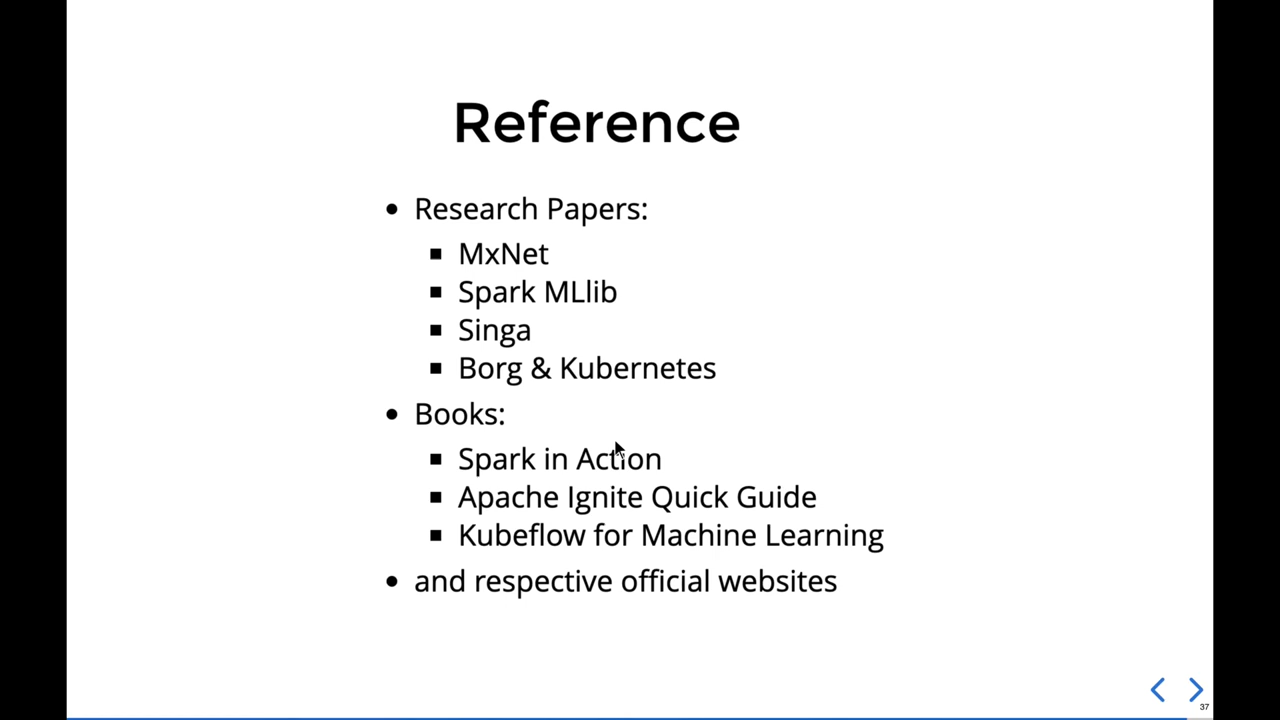 Reference
Research Papers:
MxNet
Spark MLlib
Singa
Borg & Kubernetes
Books:
Spark in Action
Apache Ignite Quick Guide
Kubeflow for Machine Learning
and respective official websites
37